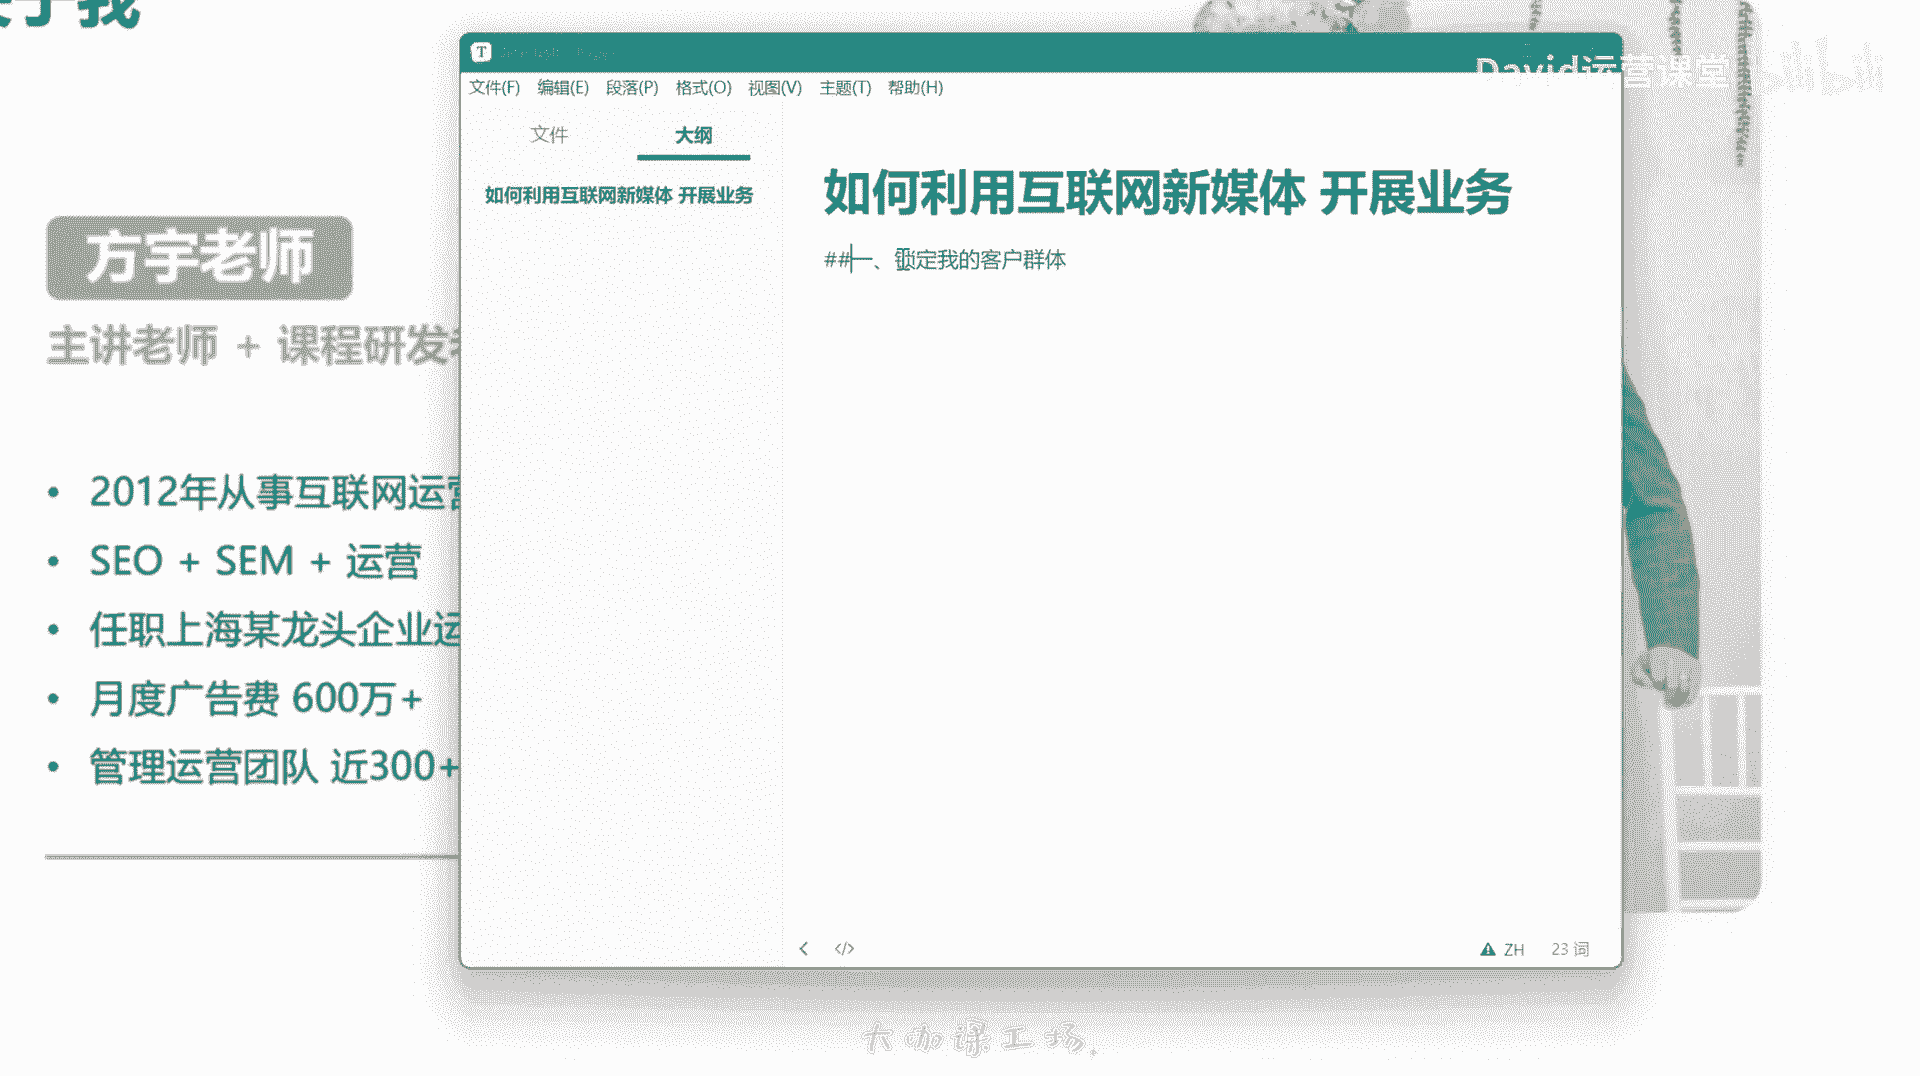 关于我
方宇老师
主讲老师 + 课程研发
2012年从事互联网运营
SEO + SEM + 运营
任职上海某龙头企业运
月度广告费 600万+
管理运营团队 近300+
T
文件(F) 编辑(E) 段落(P) 格式(O) 视图(V) 主题(T) 帮助(H)
文件 大纲
如何利用互联网新媒体 开展业务
如何利用互联网新媒体 开展业务
##一、锁定我的客户群体
</> ZH 23 词
David运营课堂 bilibili
大咖课工场.